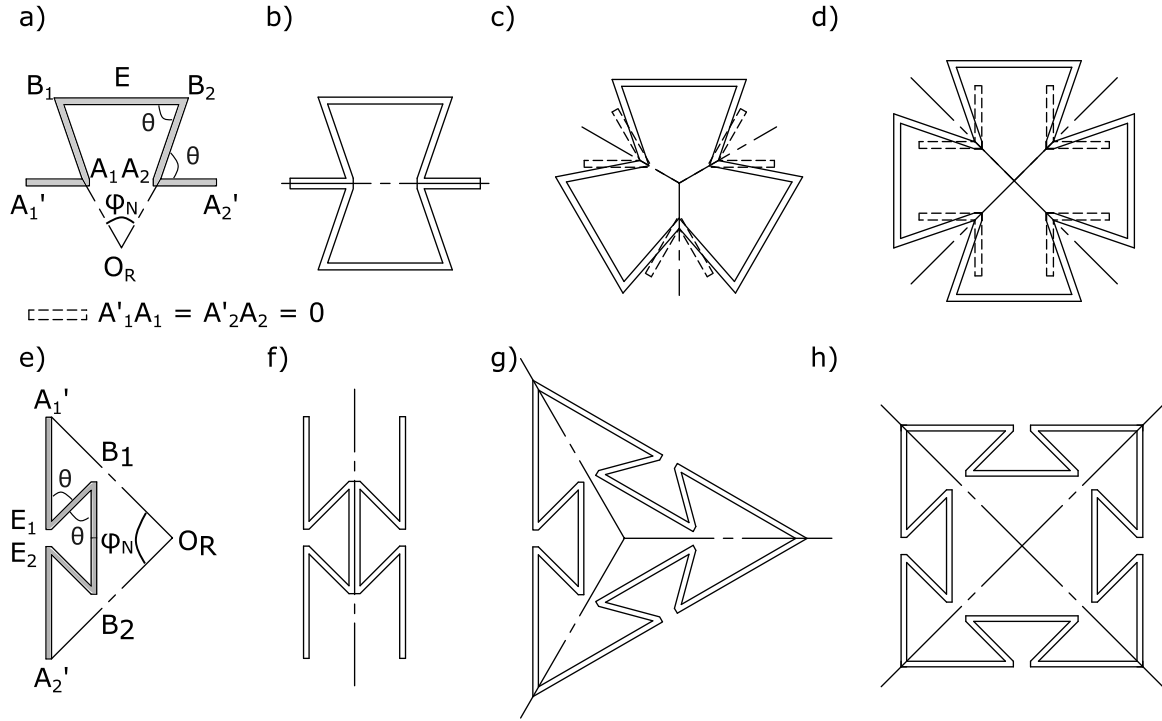 a)
b)
c)
d)
B₁ E B₂
θ
θ
A₁ A₂
A₁' φN A₂'
OR
A'₁A₁ = A'₂A₂ = 0
e)
f)
g)
h)
A₁'
B1
θ
E₁
θ φN OR
E₂
B2
A₂'